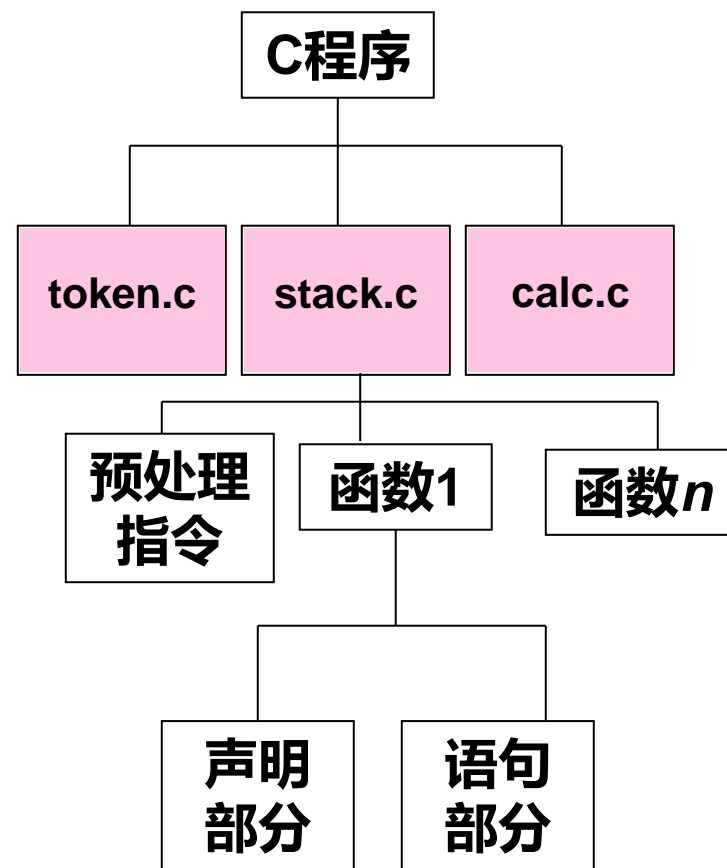 C程序
token.c
stack.c
calc.c
预处理
指令
函数1
函数n
声明
部分
语句
部分